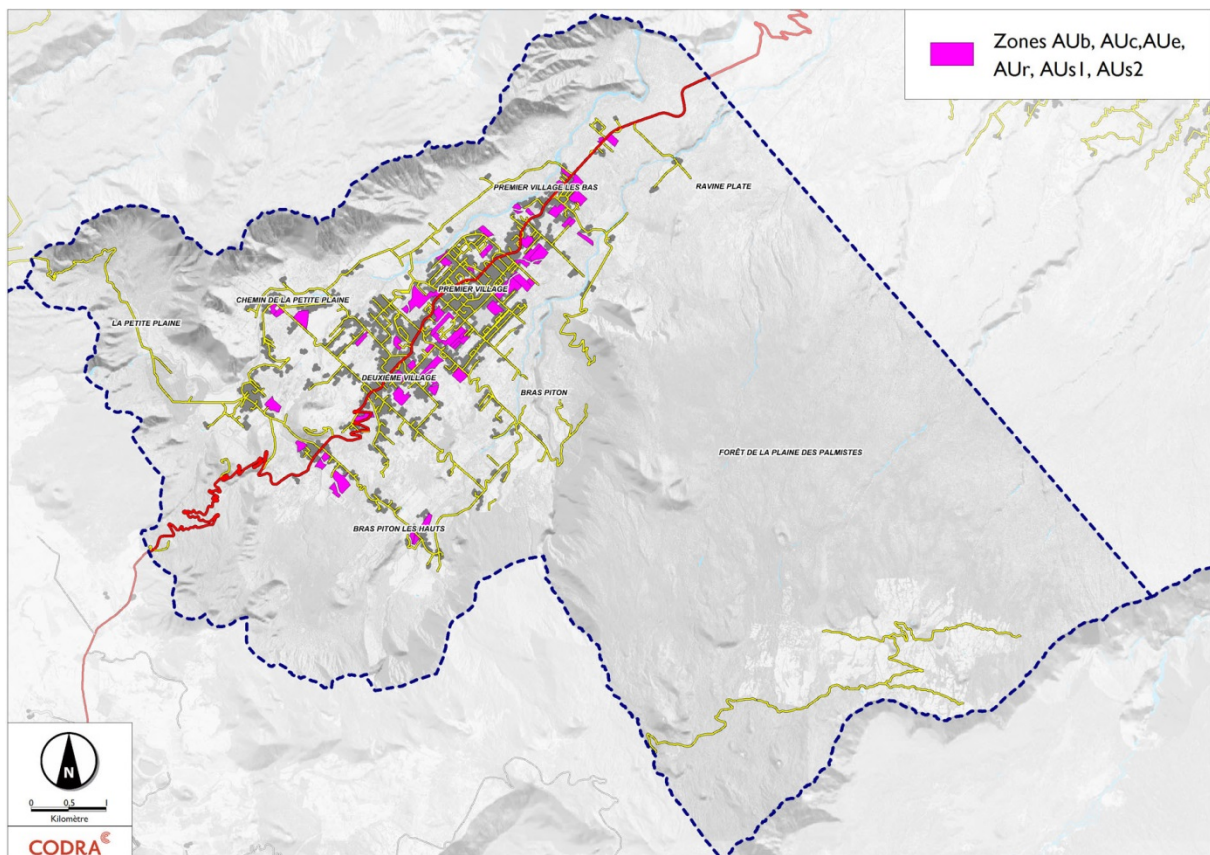 Zones AUb, AUc,AUe,
AUr, AUs1, AUs2
PREMIER VILLAGE LES BAS
RAVINE PLATE
PREMIER VILLAGE
CHEMIN DE LA PETITE PLAINE
LA PETITE PLAINE
DEUXIÈME VILLAGE
BRAS PITON
FORÊT DE LA PLAINE DES PALMISTES
BRAS PITON LES HAUTS
N
0 0,5 1
Kilomètre
CODRA